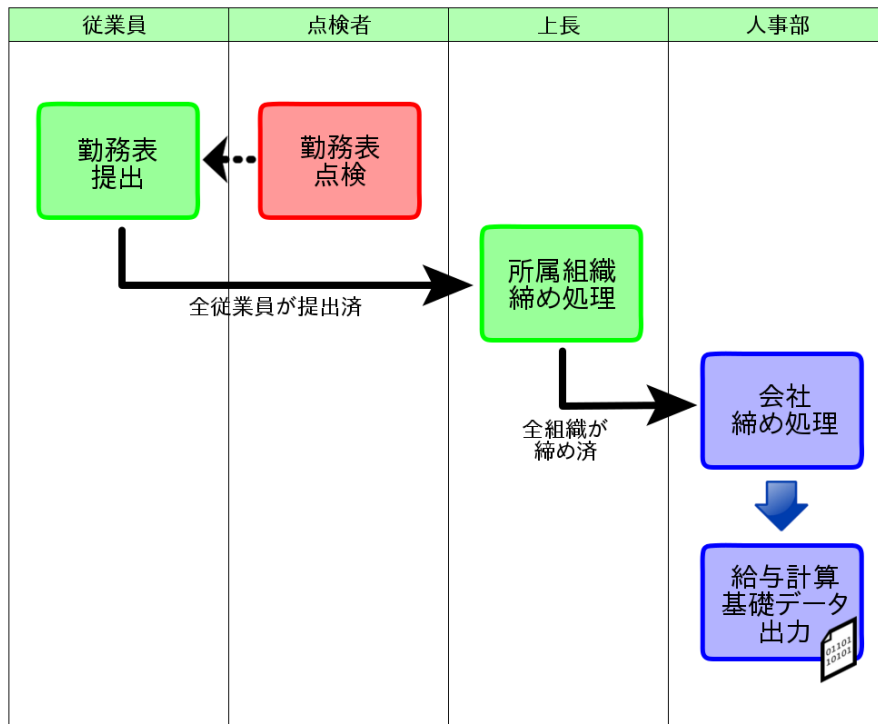 従業員
点検者
上長
人事部
勤務表
提出
勤務表
点検
所属組織
締め処理
全従業員が提出済
会社
締め処理
全組織が
締め済
給与計算
基礎データ
出力
01101
10101